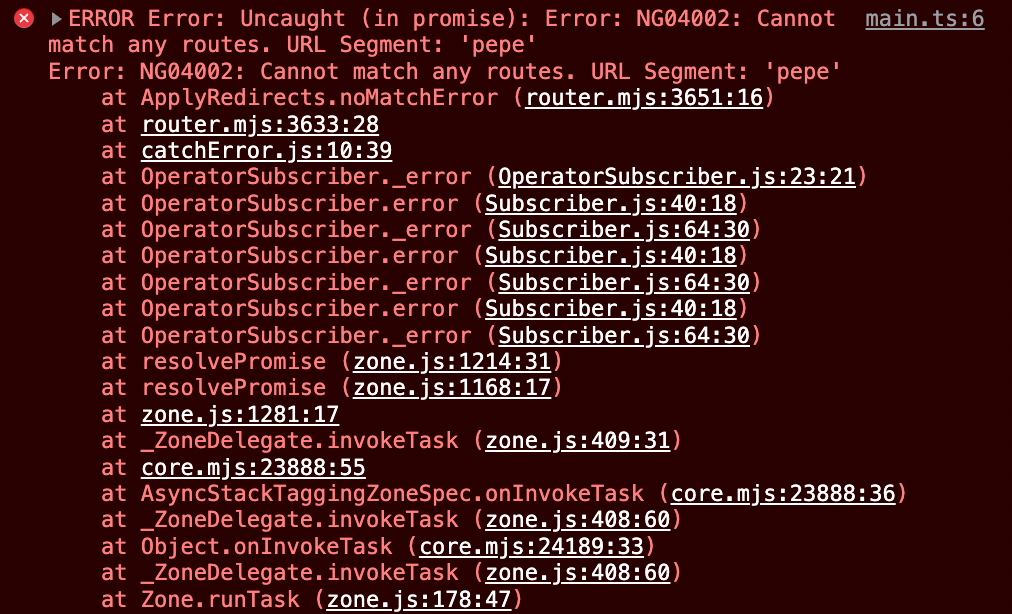 ERROR Error: Uncaught (in promise): Error: NG04002: Cannot main.ts:6
match any routes. URL Segment: 'pepe'
Error: NG04002: Cannot match any routes. URL Segment: 'pepe'
at ApplyRedirects.noMatchError (router.mjs:3651:16)
at router.mjs:3633:28
at catchError.js:10:39
at OperatorSubscriber._error (OperatorSubscriber.js:23:21)
at OperatorSubscriber.error (Subscriber.js:40:18)
at OperatorSubscriber._error (Subscriber.js:64:30)
at OperatorSubscriber.error (Subscriber.js:40:18)
at OperatorSubscriber._error (Subscriber.js:64:30)
at OperatorSubscriber.error (Subscriber.js:40:18)
at OperatorSubscriber._error (Subscriber.js:64:30)
at resolvePromise (zone.js:1214:31)
at resolvePromise (zone.js:1168:17)
at zone.js:1281:17
at _ZoneDelegate.invokeTask (zone.js:409:31)
at core.mjs:23888:55
at AsyncStackTaggingZoneSpec.onInvokeTask (core.mjs:23888:36)
at _ZoneDelegate.invokeTask (zone.js:408:60)
at Object.onInvokeTask (core.mjs:24189:33)
at _ZoneDelegate.invokeTask (zone.js:408:60)
at Zone.runTask (zone.js:178:47)